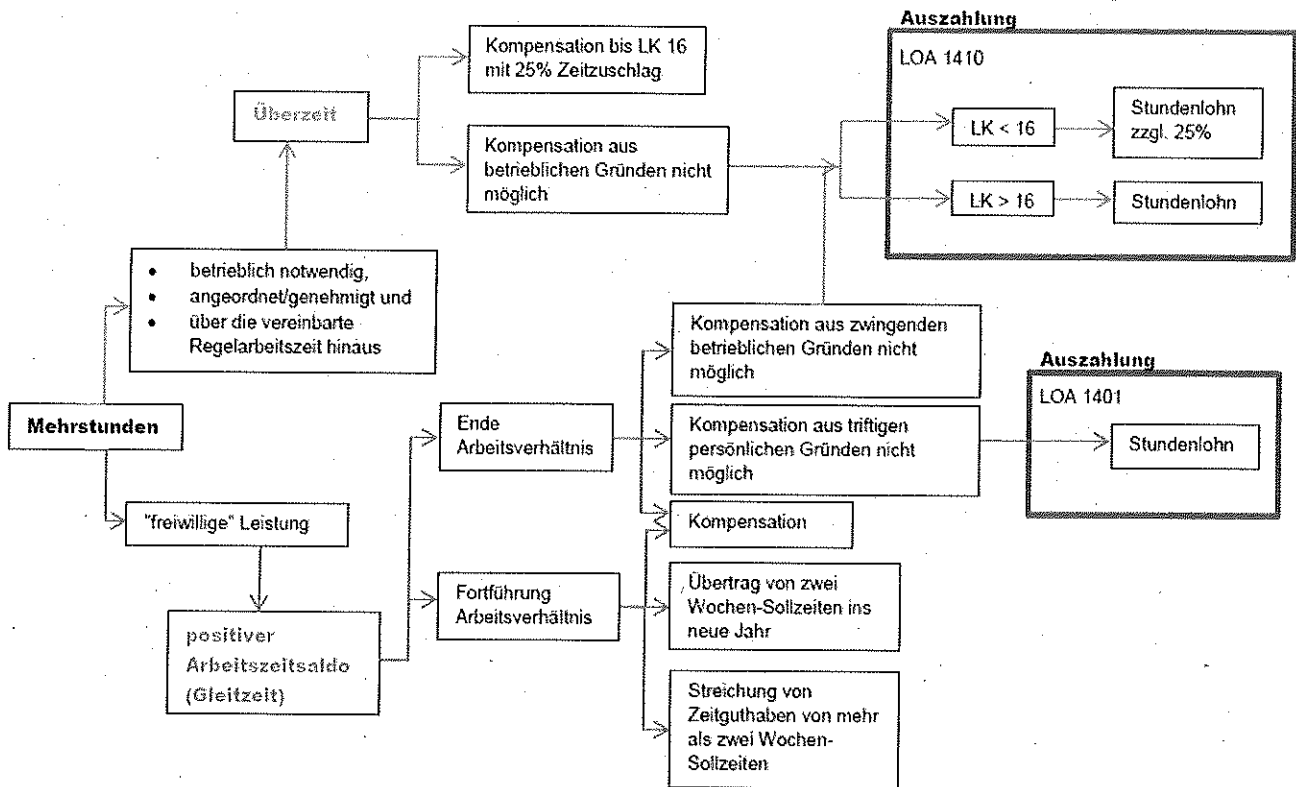 Auszahlung
LOA 1410
Kompensation bis LK 16
mit 25% Zeitzuschlag
Überzeit
LK < 16
Stundenlohn
zzgl. 25%
Kompensation aus
betrieblichen Gründen nicht
möglich
LK > 16
Stundenlohn
• betrieblich notwendig,
• angeordnet/genehmigt und
• über die vereinbarte
Regelarbeitszeit hinaus
Kompensation aus zwingenden
betrieblichen Gründen nicht
möglich
Auszahlung
LOA 1401
Mehrstunden
Ende
Arbeitsverhältnis
Kompensation aus triftigen
persönlichen Gründen nicht
möglich
Stundenlohn
"freiwillige" Leistung
Kompensation
Fortführung
Arbeitsverhältnis
Übertrag von zwei
Wochen-Sollzeiten ins
neue Jahr
positiver
Arbeitszeitsaldo
(Gleitzeit)
Streichung von
Zeitguthaben von mehr
als zwei Wochen-
Sollzeiten